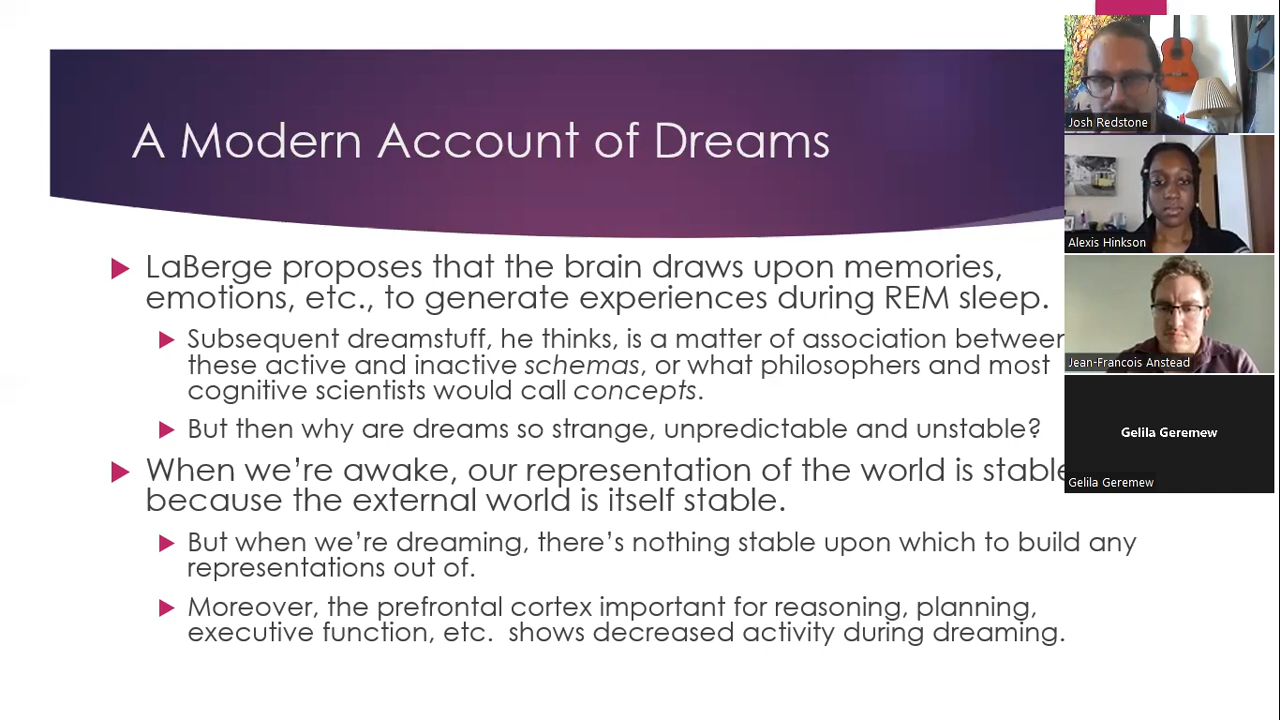 A Modern Account of Dreams
LaBerge proposes that the brain draws upon memories,
emotions, etc., to generate experiences during REM sleep.
Subsequent dreamstuff, he thinks, is a matter of association between
these active and inactive schemas, or what philosophers and most
cognitive scientists would call concepts.
But then why are dreams so strange, unpredictable and unstable?
When we’re awake, our representation of the world is stable
because the external world is itself stable.
But when we’re dreaming, there’s nothing stable upon which to build any
representations out of.
Moreover, the prefrontal cortex important for reasoning, planning,
executive function, etc.  shows decreased activity during dreaming.
Josh Redstone
Alexis Hinkson
Jean-Francois Anstead
Gelila Geremew
Gelila Geremew